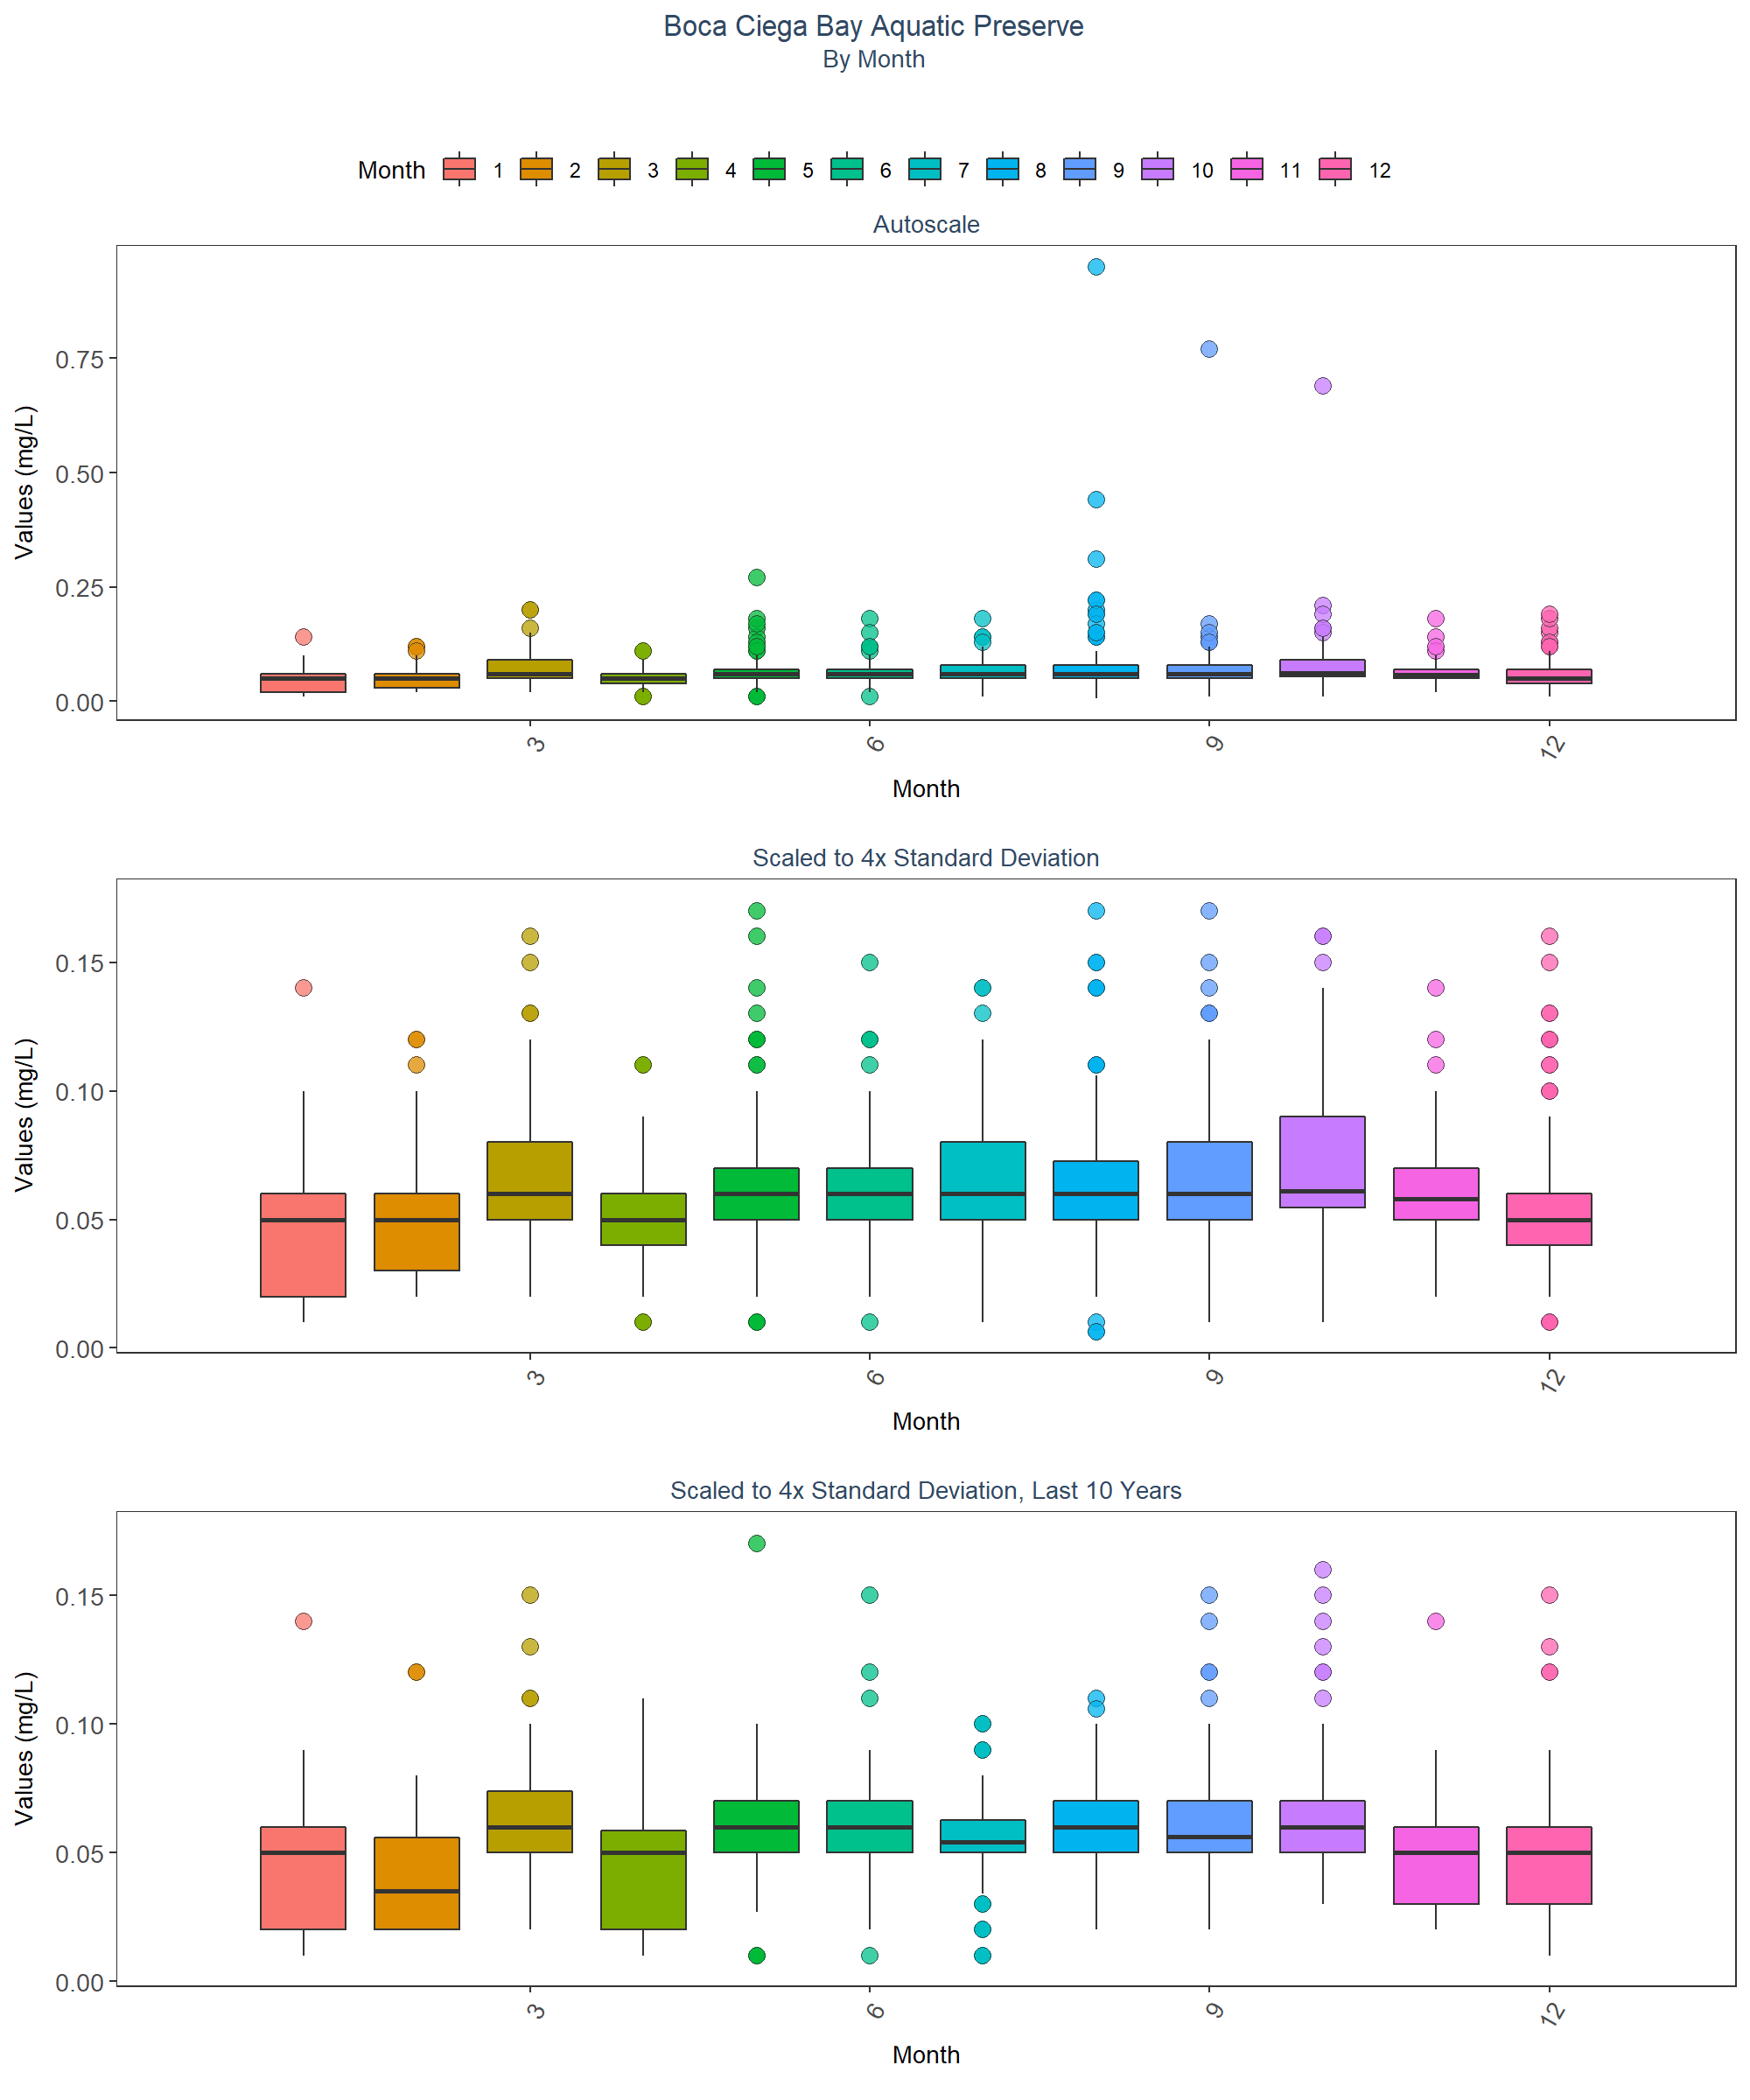 Boca Ciega Bay Aquatic Preserve
By Month
Month 1 2 3 4 5 6 7 8 9 10 11 12
Autoscale
Values (mg/L)
0.75
0.50
0.25
0.00
3 6 9 12
Month
Scaled to 4x Standard Deviation
Values (mg/L)
0.15
0.10
0.05
0.00
3 6 9 12
Month
Scaled to 4x Standard Deviation, Last 10 Years
Values (mg/L)
0.15
0.10
0.05
0.00
3 6 9 12
Month